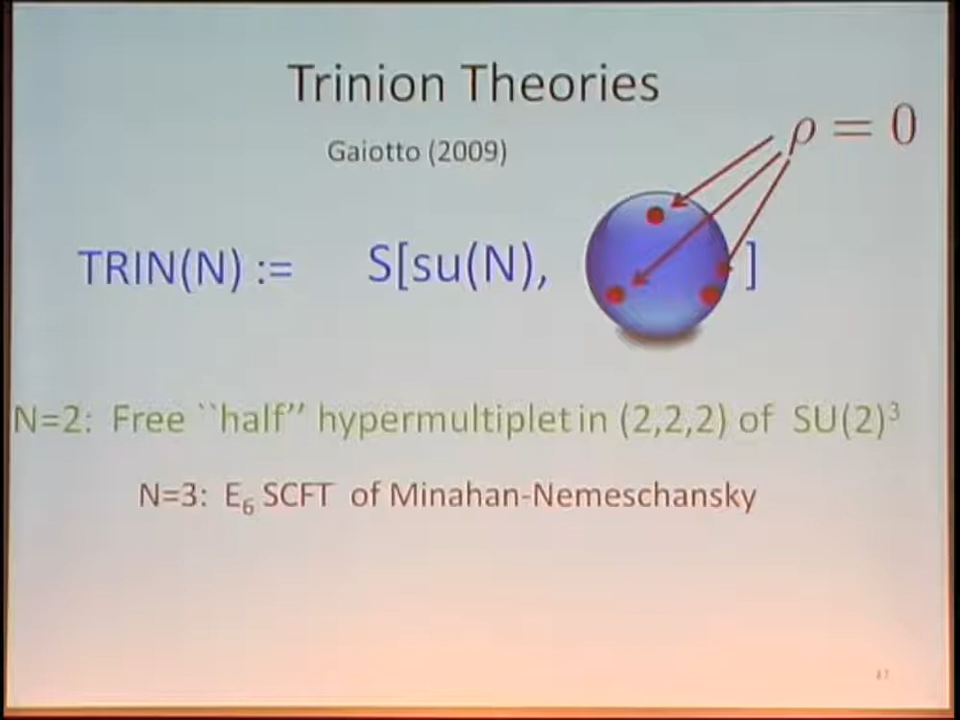 Trinion Theories
Gaiotto (2009)
ρ = 0
TRIN(N) := S[su(N), ]
N=2: Free ``half'' hypermultiplet in (2,2,2) of SU(2)³
N=3: E₆ SCFT of Minahan-Nemeschansky